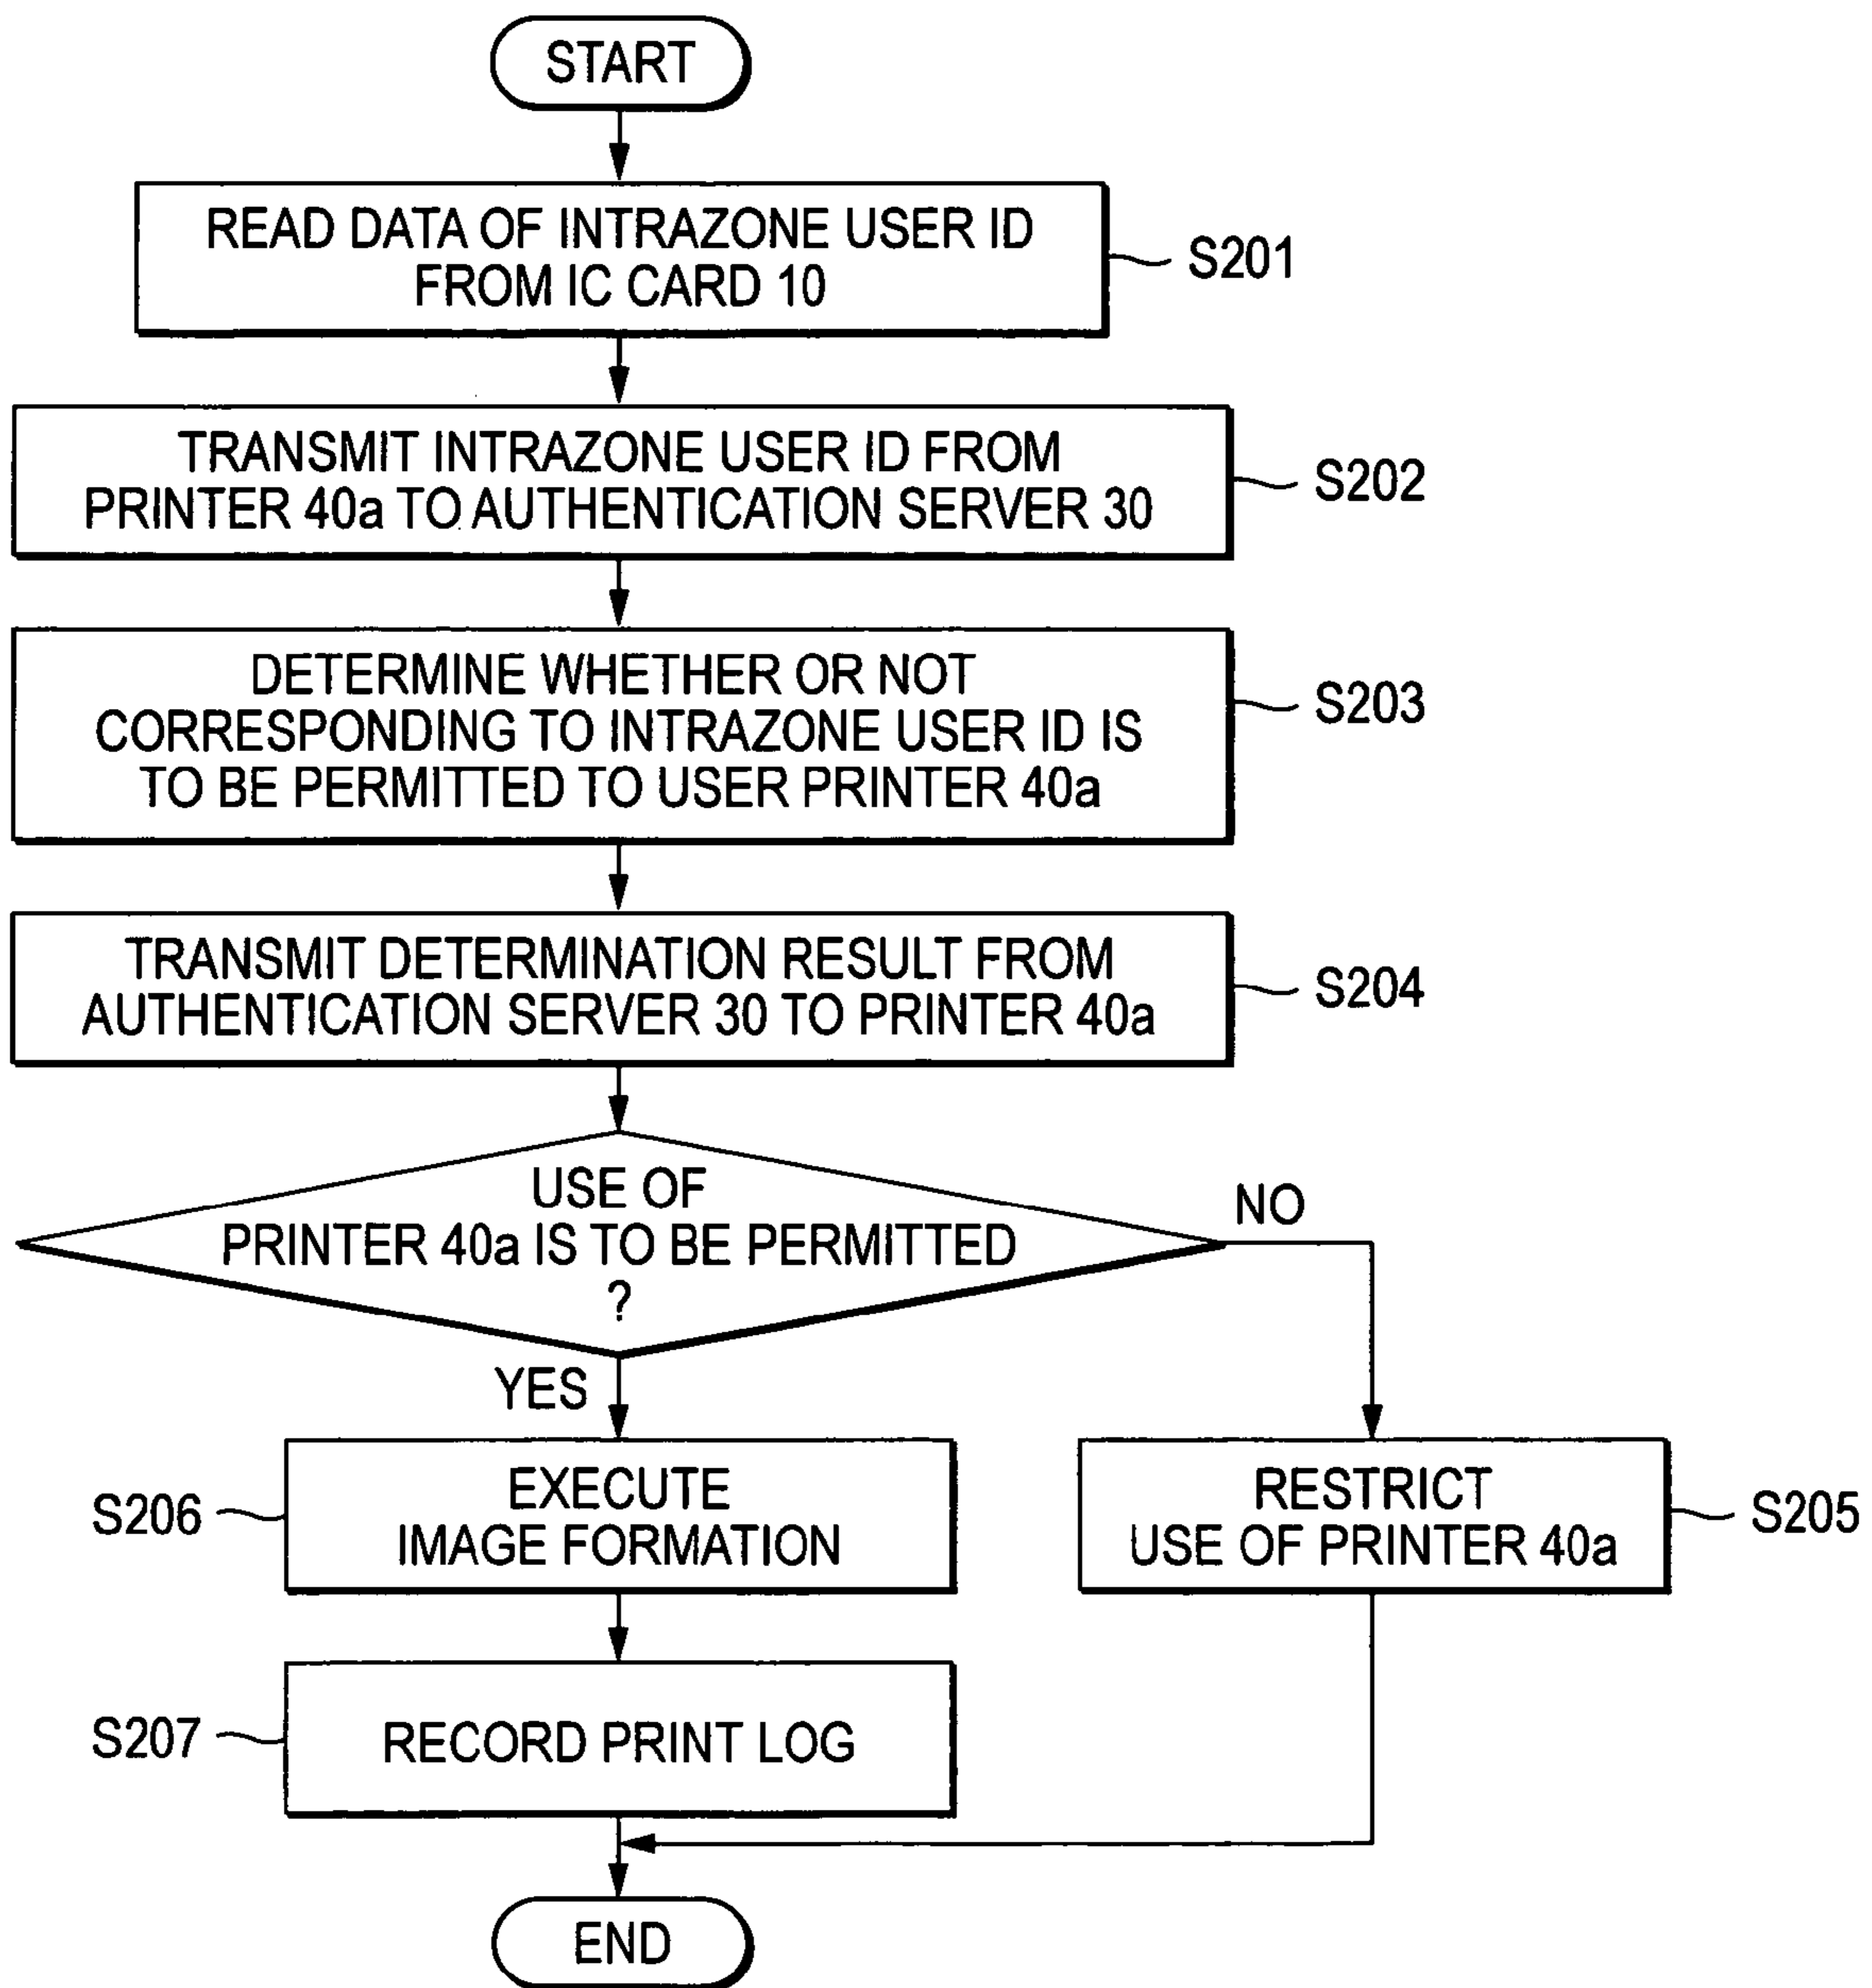 START
READ DATA OF INTRAZONE USER ID
FROM IC CARD 10
S201
TRANSMIT INTRAZONE USER ID FROM
PRINTER 40a TO AUTHENTICATION SERVER 30
S202
DETERMINE WHETHER OR NOT
CORRESPONDING TO INTRAZONE USER ID IS
TO BE PERMITTED TO USER PRINTER 40a
S203
TRANSMIT DETERMINATION RESULT FROM
AUTHENTICATION SERVER 30 TO PRINTER 40a
S204
USE OF
PRINTER 40a IS TO BE PERMITTED
?
NO
YES
S206
EXECUTE
IMAGE FORMATION
RESTRICT
USE OF PRINTER 40a
S205
S207
RECORD PRINT LOG
END